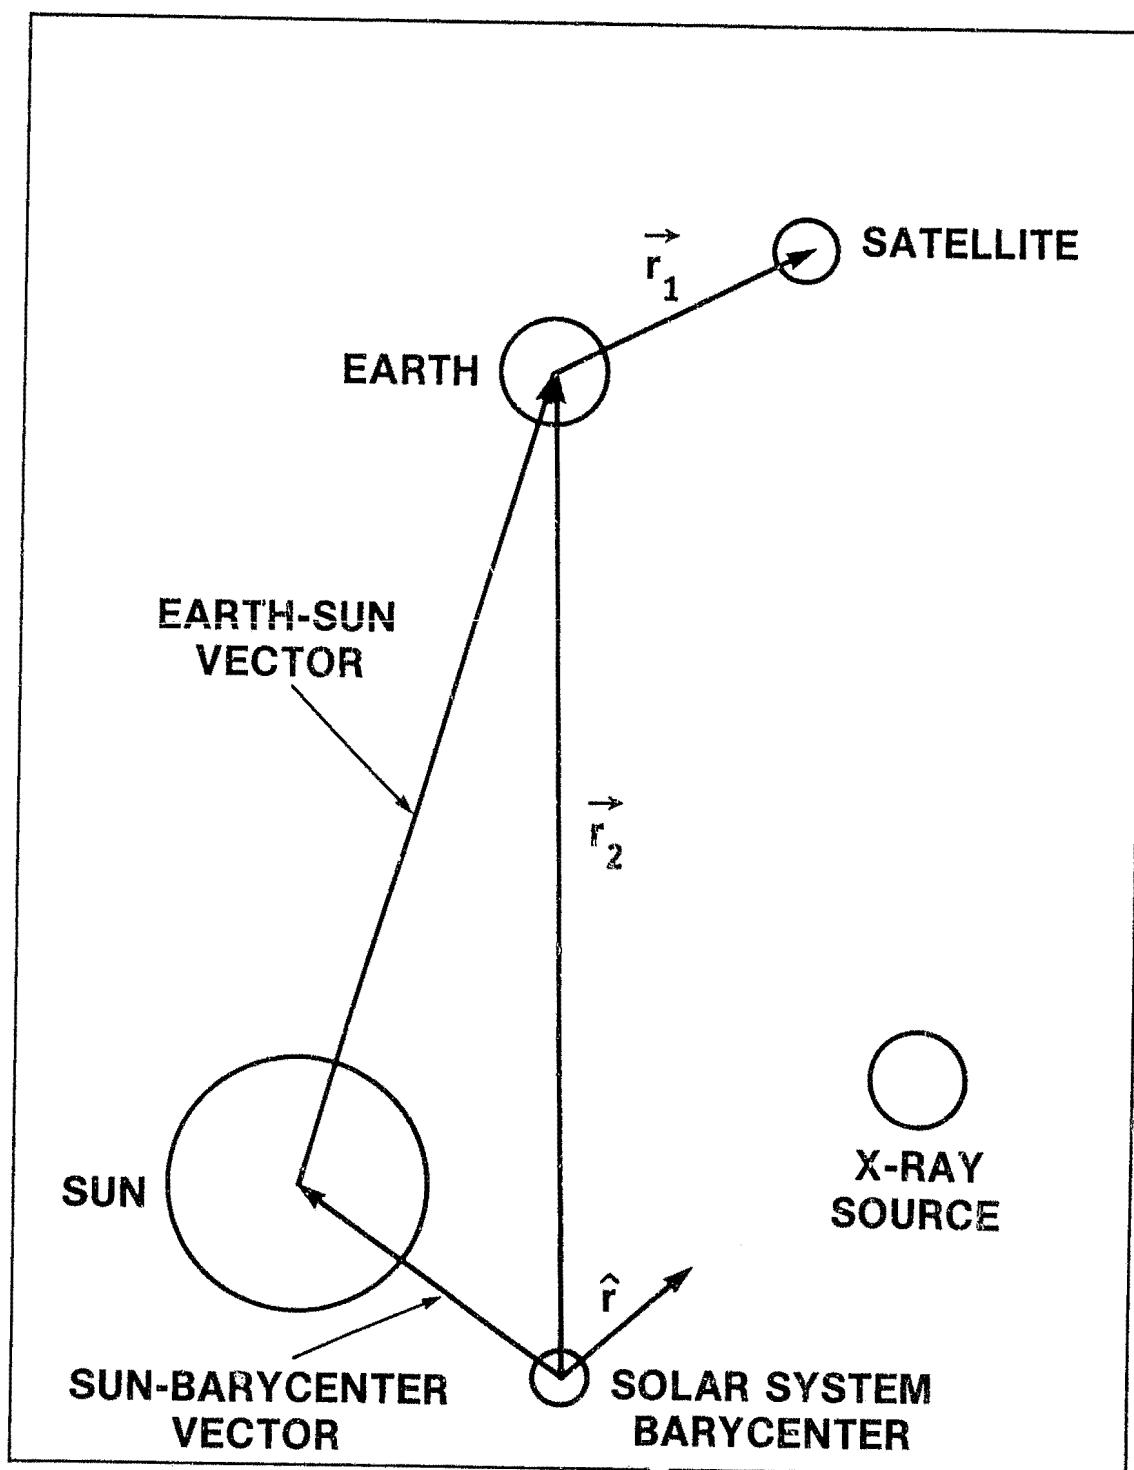 SATELLITE
r⃗₁
EARTH
EARTH-SUN
VECTOR
r⃗₂
X-RAY
SOURCE
SUN
r̂
SUN-BARYCENTER
VECTOR
SOLAR SYSTEM
BARYCENTER